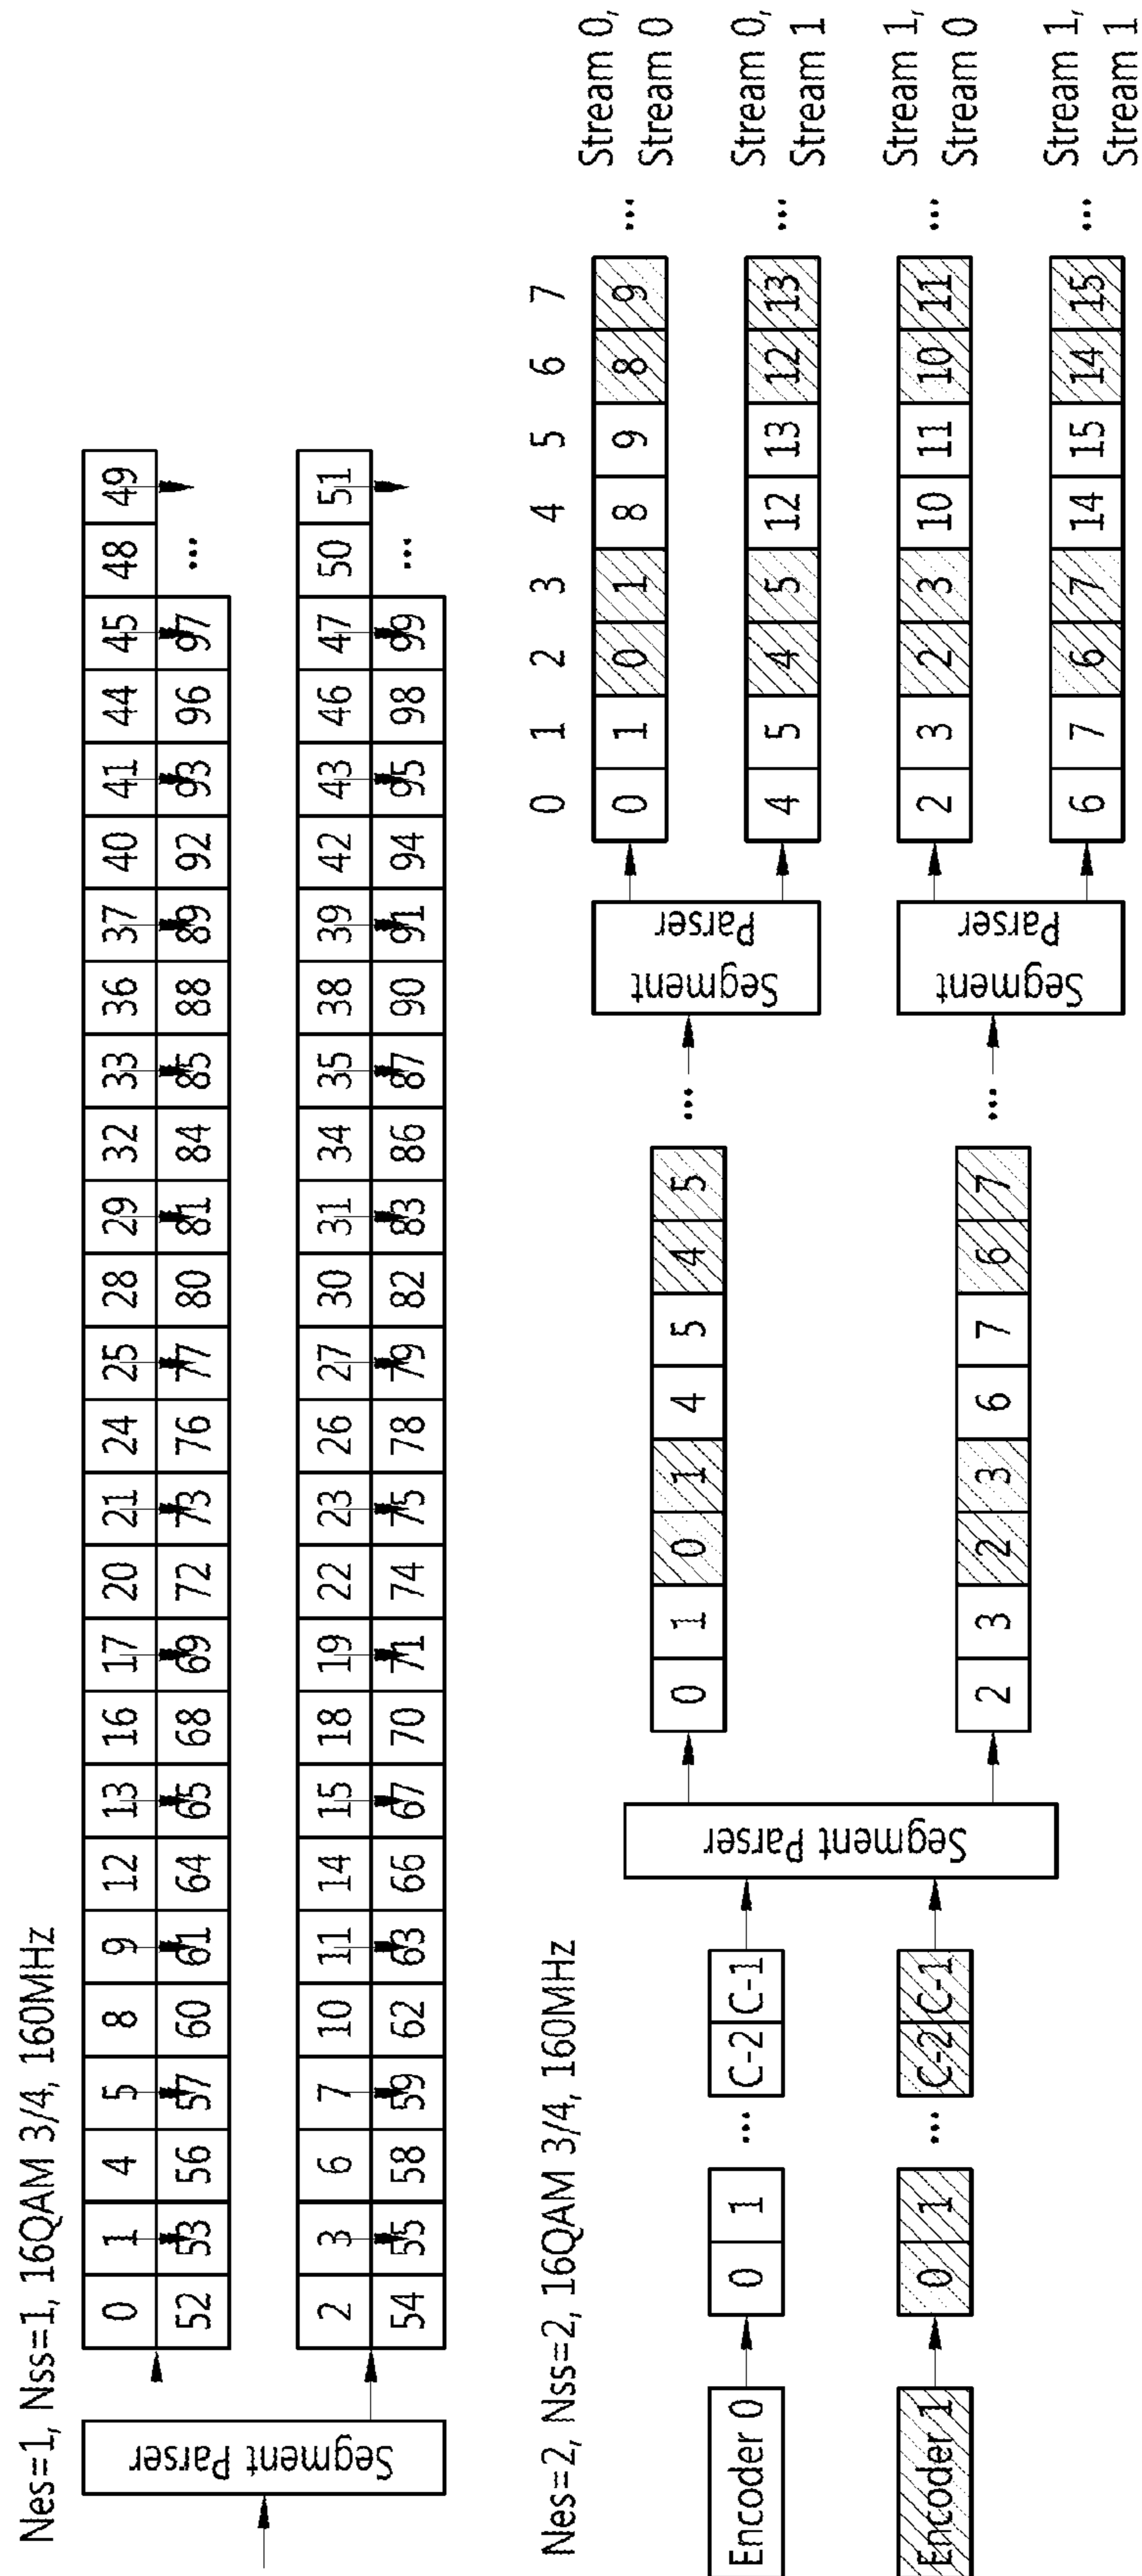 Nes=1, Nss=1, 16QAM 3/4, 160MHz
Segment Parser
0 1 4 5 8 9 12 13 16 17 20 21 24 25 28 29 32 33 36 37 40 41 44 45 48 49
52 53 56 57 60 61 64 65 68 69 72 73 76 77 80 81 84 85 88 89 92 93 96 97 ...
2 3 6 7 10 11 14 15 18 19 22 23 26 27 30 31 34 35 38 39 42 43 46 47 50 51
54 55 58 59 62 63 66 67 70 71 74 75 78 79 82 83 86 87 90 91 94 95 98 99 ...
Nes=2, Nss=2, 16QAM 3/4, 160MHz
Encoder 0
0 1 ... C-2 C-1
Encoder 1
0 1 ... C-2 C-1
Segment Parser
0 1 0 1 4 5 4 5 ...
2 3 2 3 6 7 6 7 ...
Segment
Parser
Segment
Parser
0 1 2 3 4 5 6 7
0 1 0 1 8 9 8 9 ...
Stream 0,
Stream 0
4 5 4 5 12 13 12 13 ...
Stream 0,
Stream 1
2 3 2 3 10 11 10 11 ...
Stream 1,
Stream 0
6 7 6 7 14 15 14 15 ...
Stream 1,
Stream 1